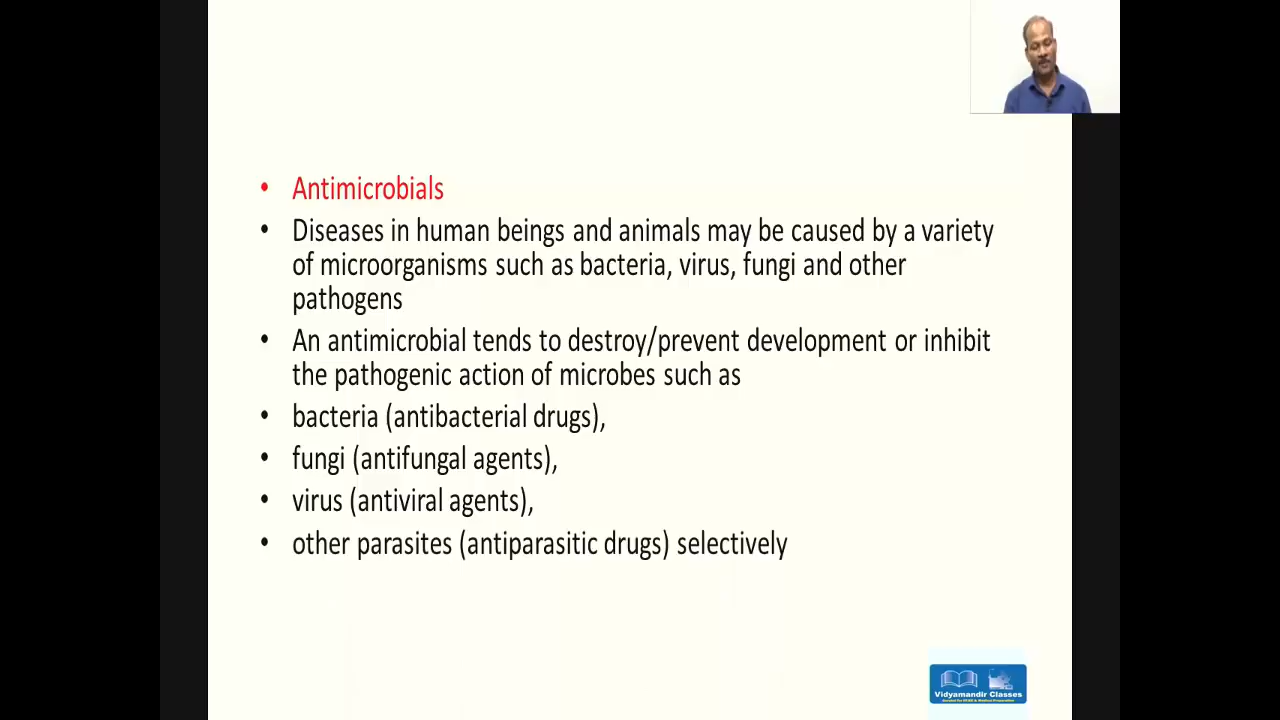 • Antimicrobials
• Diseases in human beings and animals may be caused by a variety
of microorganisms such as bacteria, virus, fungi and other
pathogens
• An antimicrobial tends to destroy/prevent development or inhibit
the pathogenic action of microbes such as
• bacteria (antibacterial drugs),
• fungi (antifungal agents),
• virus (antiviral agents),
• other parasites (antiparasitic drugs) selectively
Vidyamandir Classes